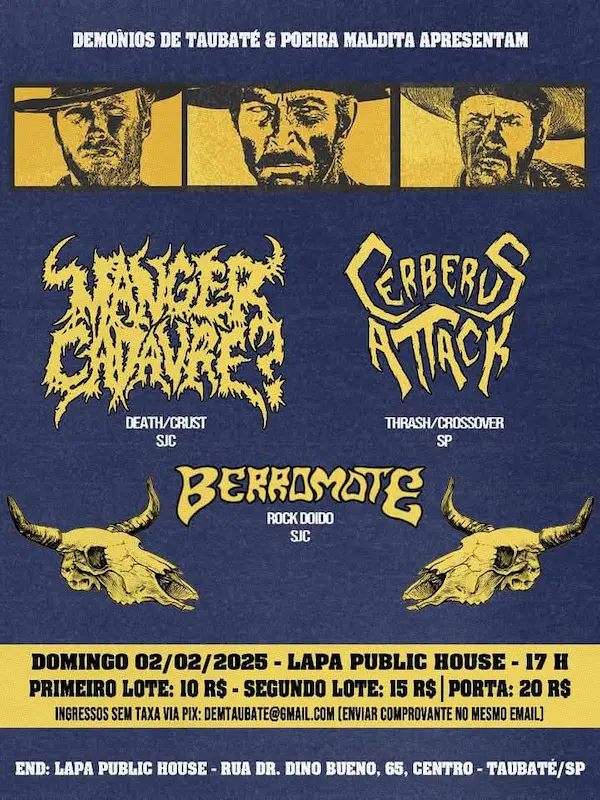 DEMONIOS DE TAUBATÉ & POEIRA MALDITA APRESENTAM
MANGER
CADAVRE?
DEATH/CRUST
SJC
CERBERUS
ATTACK
THRASH/CROSSOVER
SP
BERROMOTE
ROCK DOIDO
SJC
DOMINGO 02/02/2025 - LAPA PUBLIC HOUSE - 17 H
PRIMEIRO LOTE: 10 R$ - SEGUNDO LOTE: 15 R$ | PORTA: 20 R$
INGRESSOS SEM TAXA VIA PIX: DEMTAUBATE@GMAIL.COM (ENVIAR COMPROVANTE NO MESMO EMAIL)
END: LAPA PUBLIC HOUSE - RUA DR. DINO BUENO, 65, CENTRO - TAUBATÉ/SP